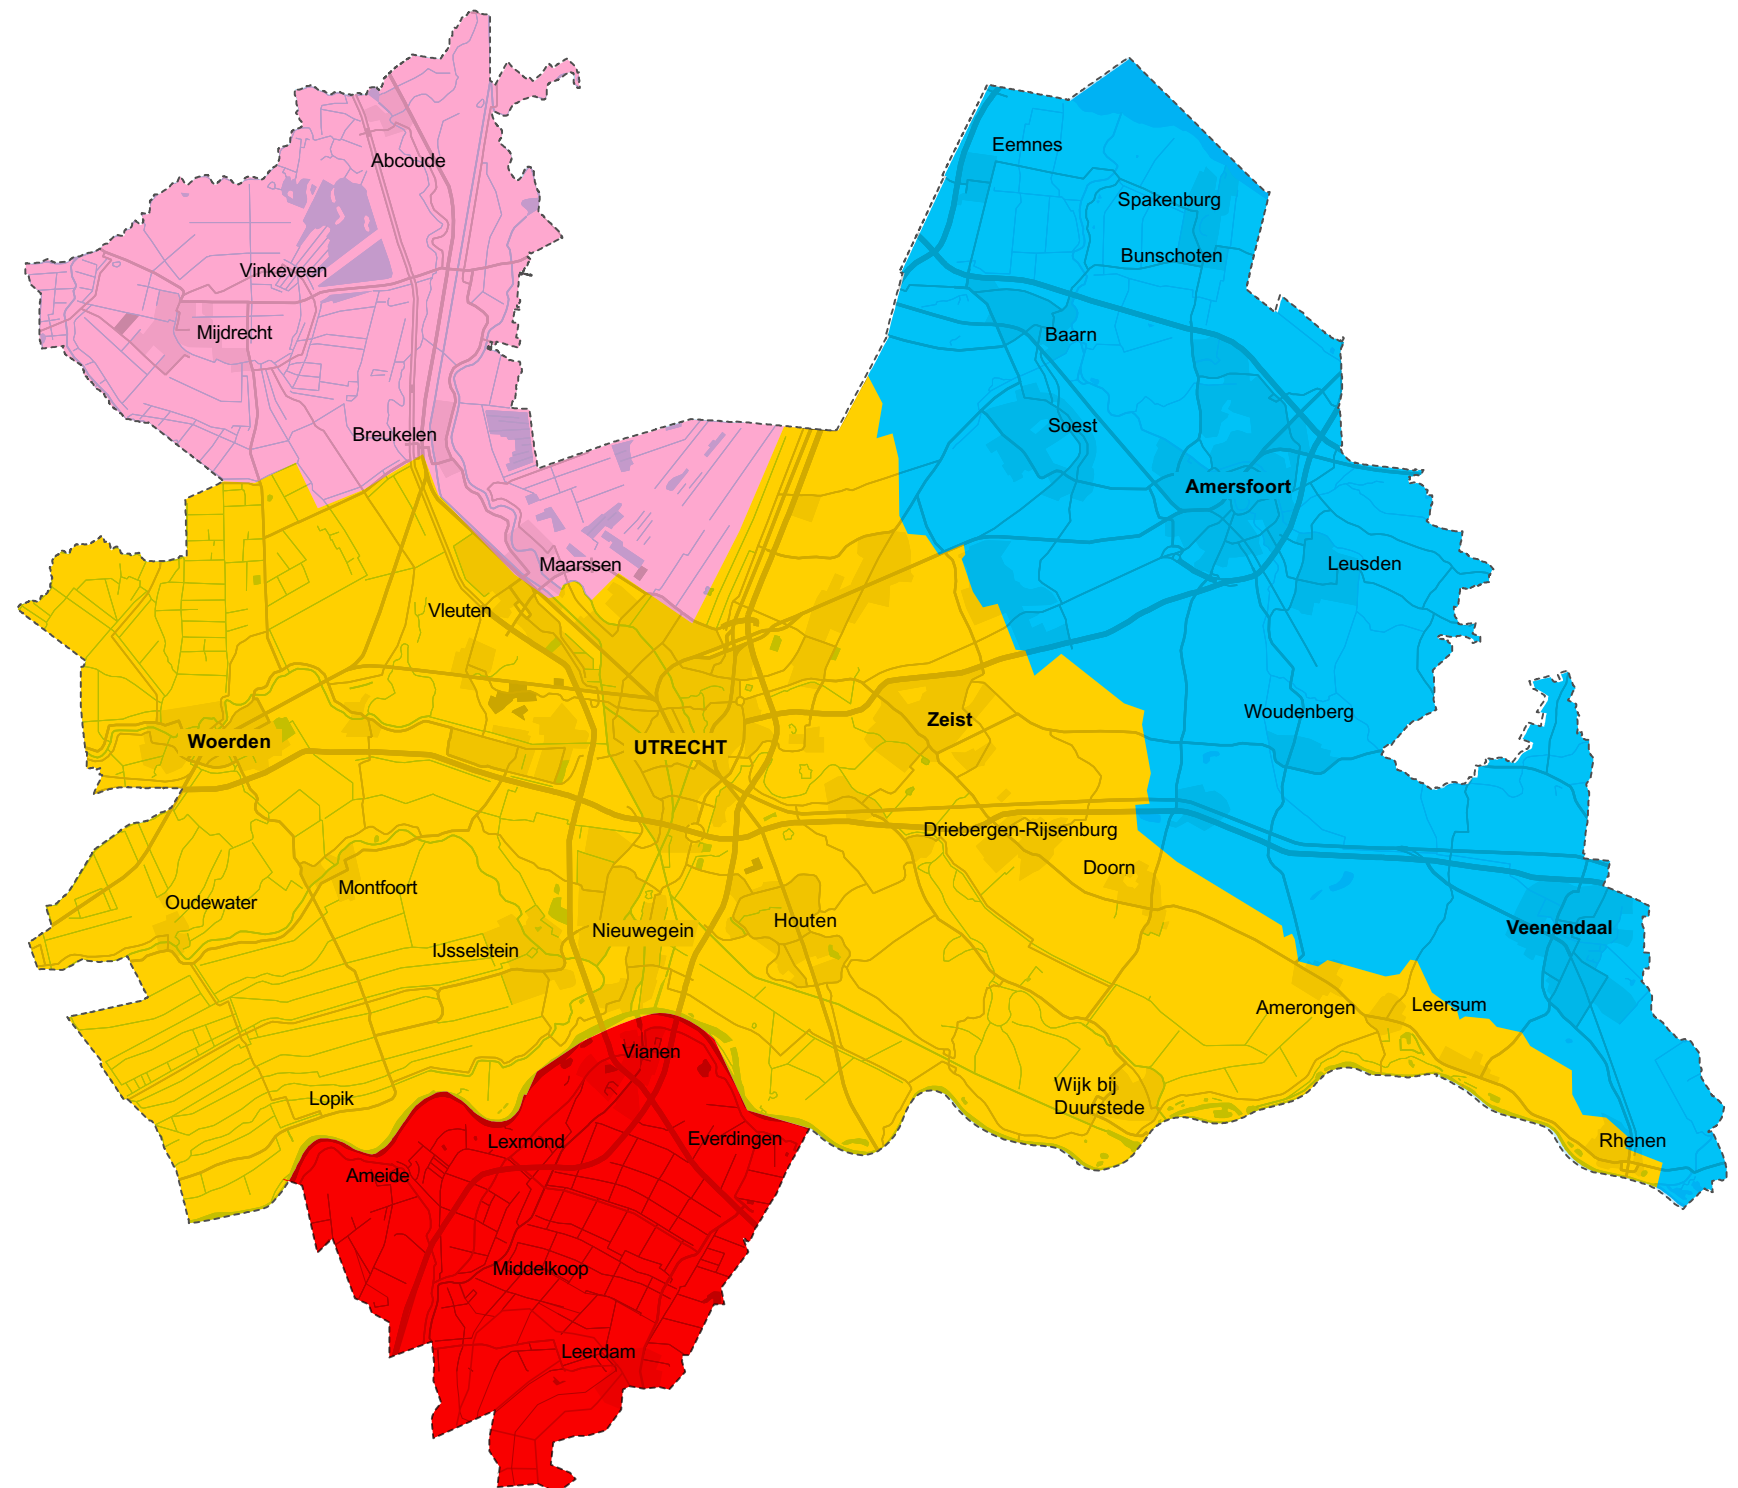 Eemnes
Abcoude
Spakenburg
Bunschoten
Vinkeveen
Mijdrecht
Baarn
Breukelen
Soest
Amersfoort
Maarssen
Leusden
Vleuten
Woudenberg
Zeist
Woerden
UTRECHT
Driebergen-Rijsenburg
Doorn
Montfoort
Oudewater
Houten
Veenendaal
Nieuwegein
IJsselstein
Leersum
Amerongen
Vianen
Wijk bij
Duurstede
Lopik
Everdingen
Lexmond
Rhenen
Ameide
Middelkoop
Leerdam